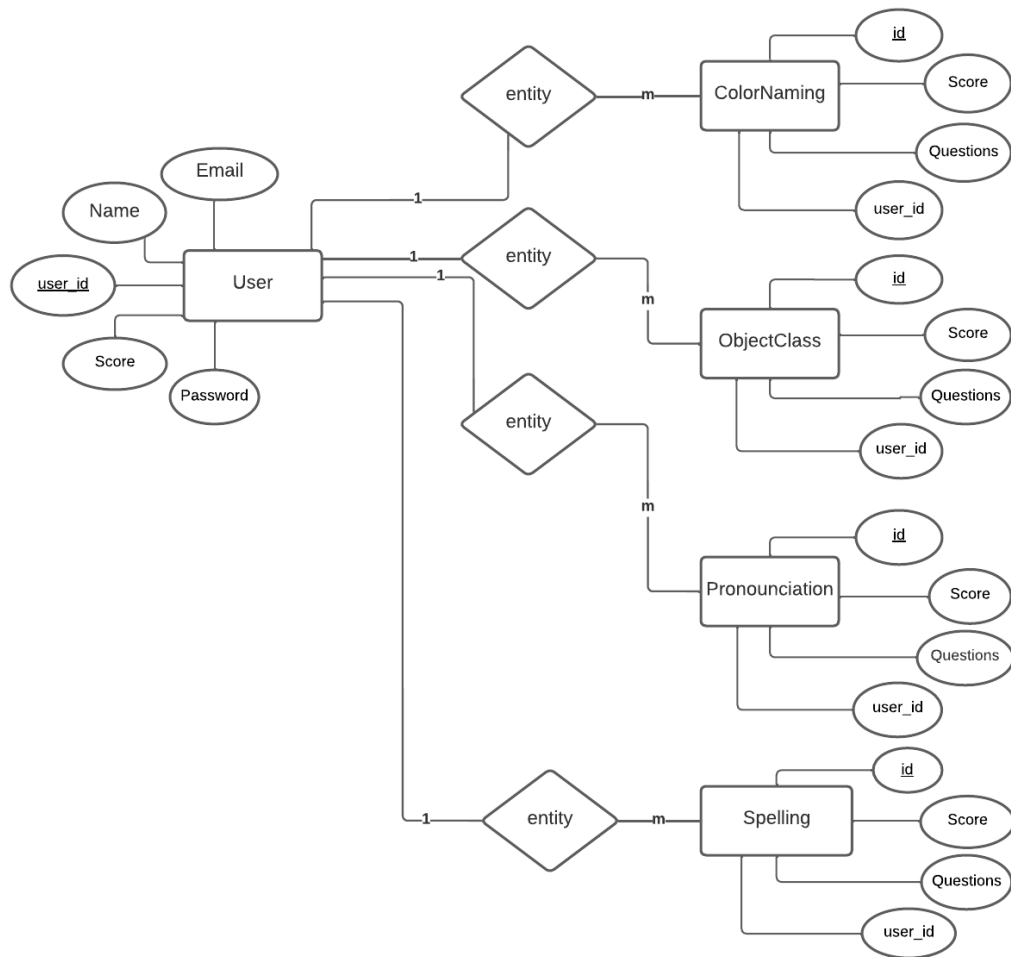 id
entity
ColorNaming
Score
m
Questions
Email
1
user_id
Name
1
entity
User
1
id
user_id
m
Score
ObjectClass
Score
Password
Questions
entity
user_id
m
id
Pronounciation
Score
Questions
user_id
id
1
entity
m
Spelling
Score
Questions
user_id